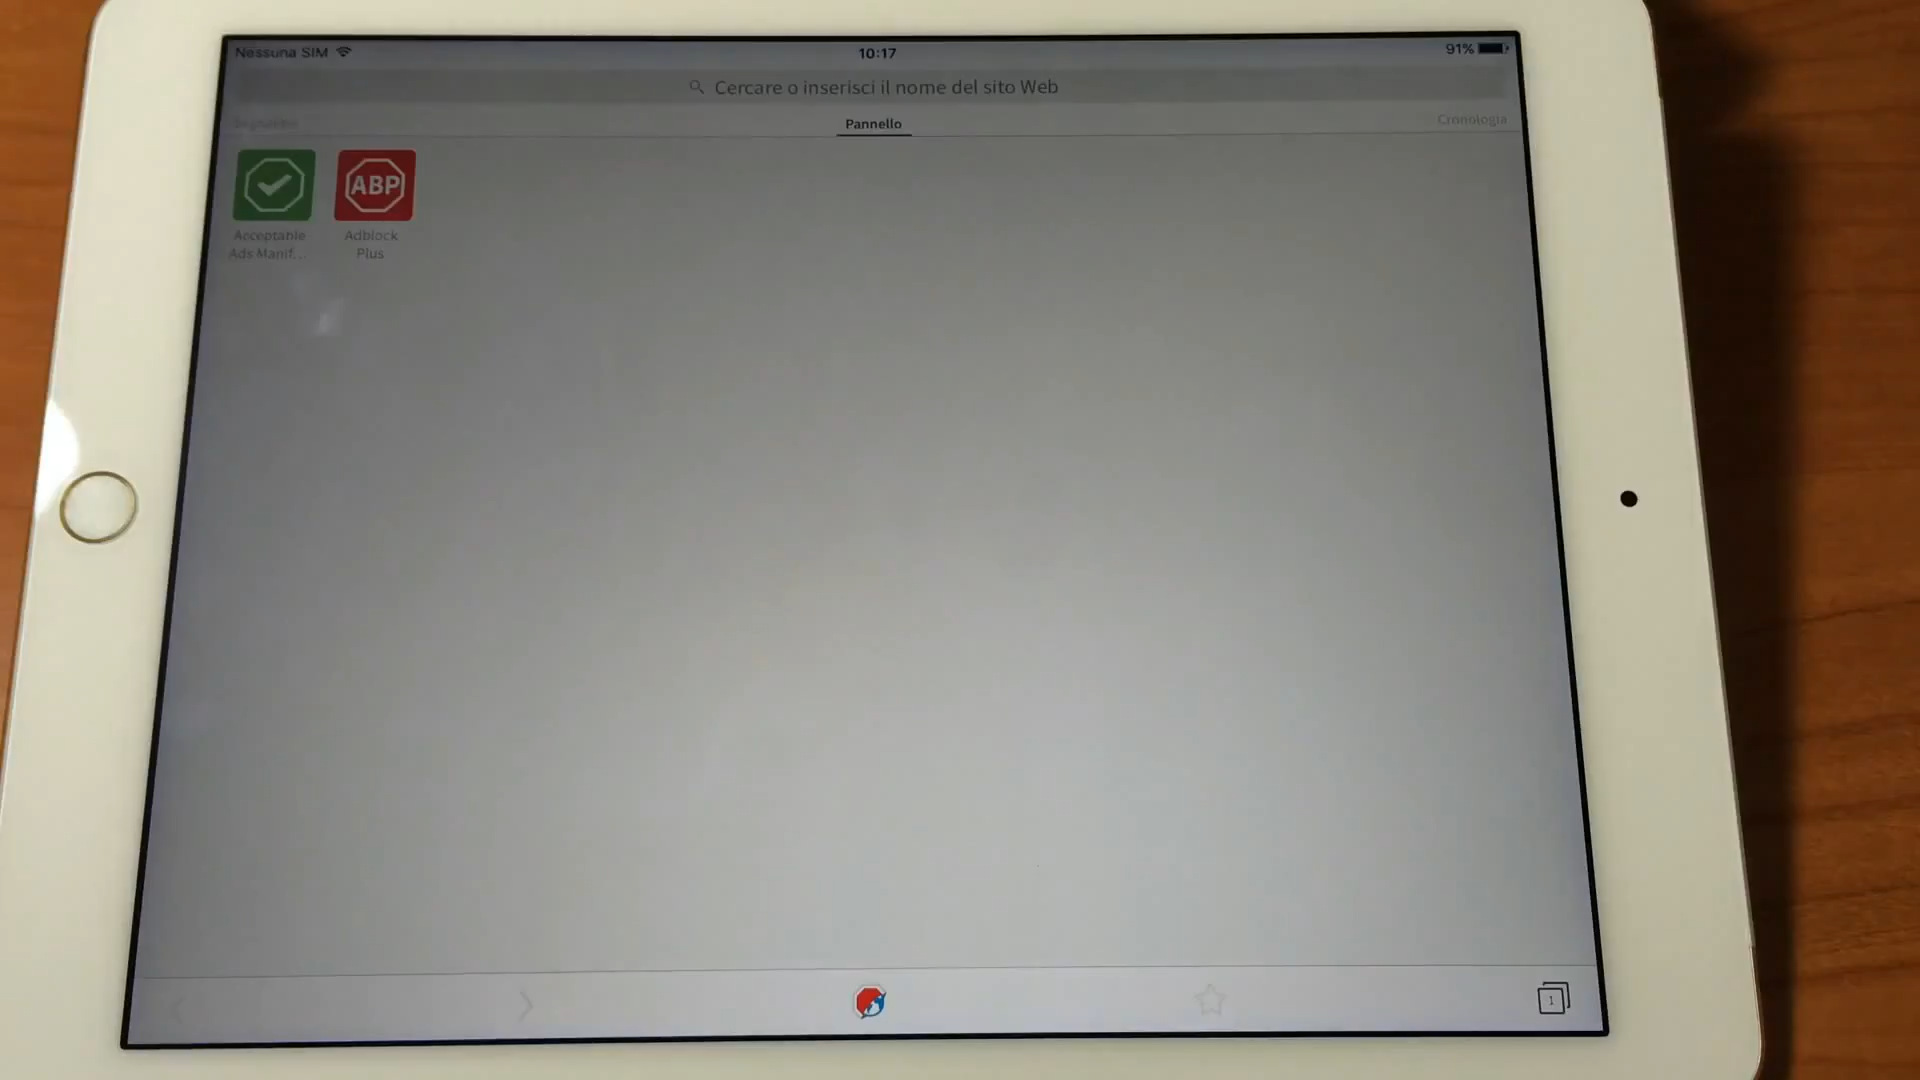 Nessuna SIM
10:17
91%
Cercare o inserisci il nome del sito Web
Pannello
Cronologia
ABP
Acceptable
Ads Manif...
Adblock
Plus
1